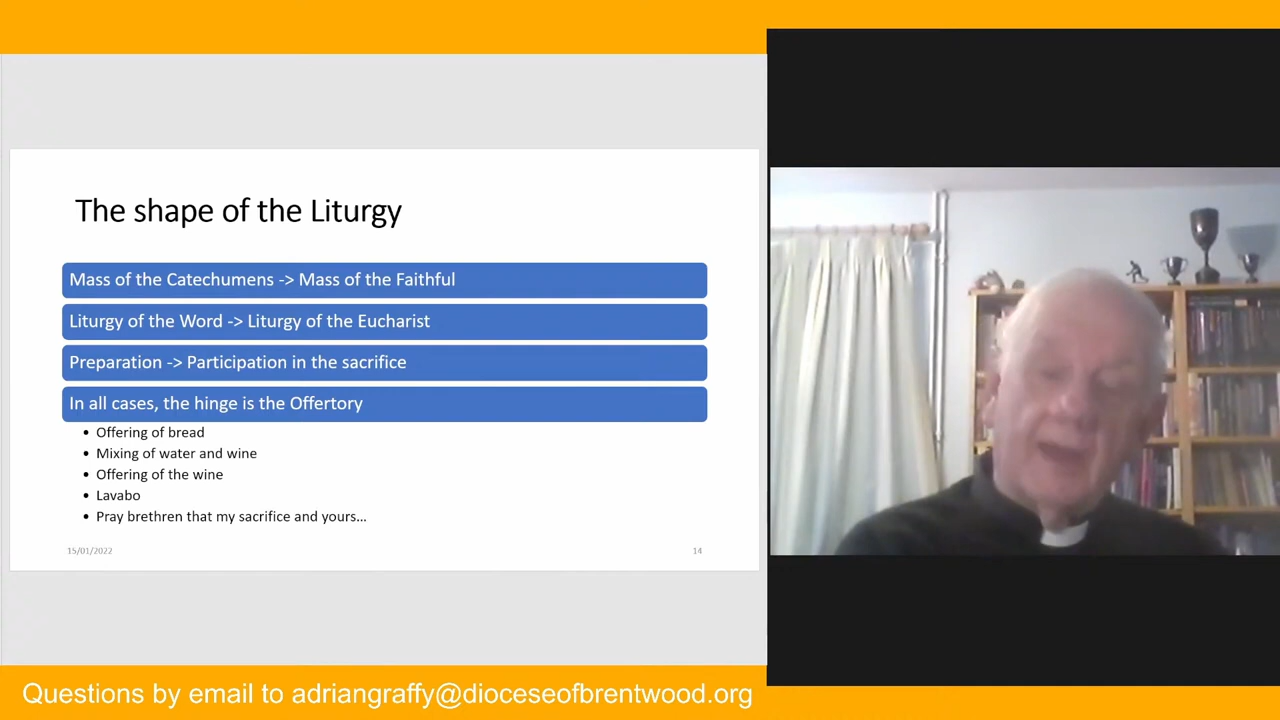 The shape of the Liturgy
Mass of the Catechumens -> Mass of the Faithful
Liturgy of the Word -> Liturgy of the Eucharist
Preparation -> Participation in the sacrifice
In all cases, the hinge is the Offertory
• Offering of bread
• Mixing of water and wine
• Offering of the wine
• Lavabo
• Pray brethren that my sacrifice and yours...
15/01/2022
14
Questions by email to adriangraffy@dioceseofbrentwood.org